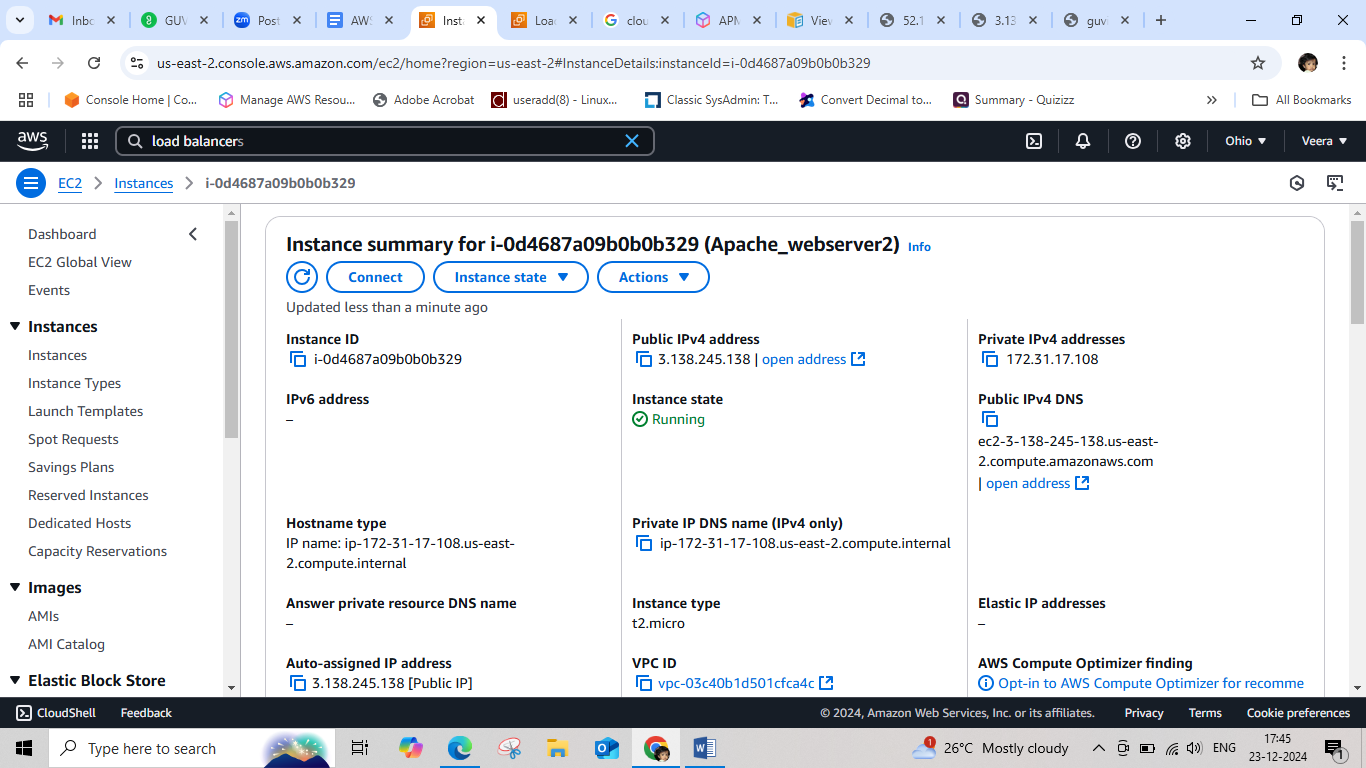 Inbo
GUV
Post
AWS
Inst
Loa
clou
APM
View
52.1
3.13
guvi
us-east-2.console.aws.amazon.com/ec2/home?region=us-east-2#InstanceDetails:instanceId=i-0d4687a09b0b0b329
Console Home | Co...
Manage AWS Resou...
Adobe Acrobat
useradd(8) - Linux...
Classic SysAdmin: T...
Convert Decimal to...
Summary - Quizizz
All Bookmarks
aws
load balancers
Ohio
Veera
EC2
Instances
i-0d4687a09b0b0b329
Dashboard
EC2 Global View
Events
Instances
Instances
Instance Types
Launch Templates
Spot Requests
Savings Plans
Reserved Instances
Dedicated Hosts
Capacity Reservations
Images
AMIs
AMI Catalog
Elastic Block Store
Instance summary for i-0d4687a09b0b0b329 (Apache_webserver2) Info
Connect
Instance state
Actions
Updated less than a minute ago
Instance ID
i-0d4687a09b0b0b329
Public IPv4 address
3.138.245.138 | open address
Private IPv4 addresses
172.31.17.108
IPv6 address
–
Instance state
Running
Public IPv4 DNS
ec2-3-138-245-138.us-east-
2.compute.amazonaws.com
| open address
Hostname type
IP name: ip-172-31-17-108.us-east-
2.compute.internal
Private IP DNS name (IPv4 only)
ip-172-31-17-108.us-east-2.compute.internal
Answer private resource DNS name
–
Instance type
t2.micro
Elastic IP addresses
–
Auto-assigned IP address
3.138.245.138 [Public IP]
VPC ID
vpc-03c40b1d501cfca4c
AWS Compute Optimizer finding
Opt-in to AWS Compute Optimizer for recomme
CloudShell
Feedback
© 2024, Amazon Web Services, Inc. or its affiliates.
Privacy
Terms
Cookie preferences
Type here to search
1
26°C Mostly cloudy
ENG
17:45
23-12-2024
1